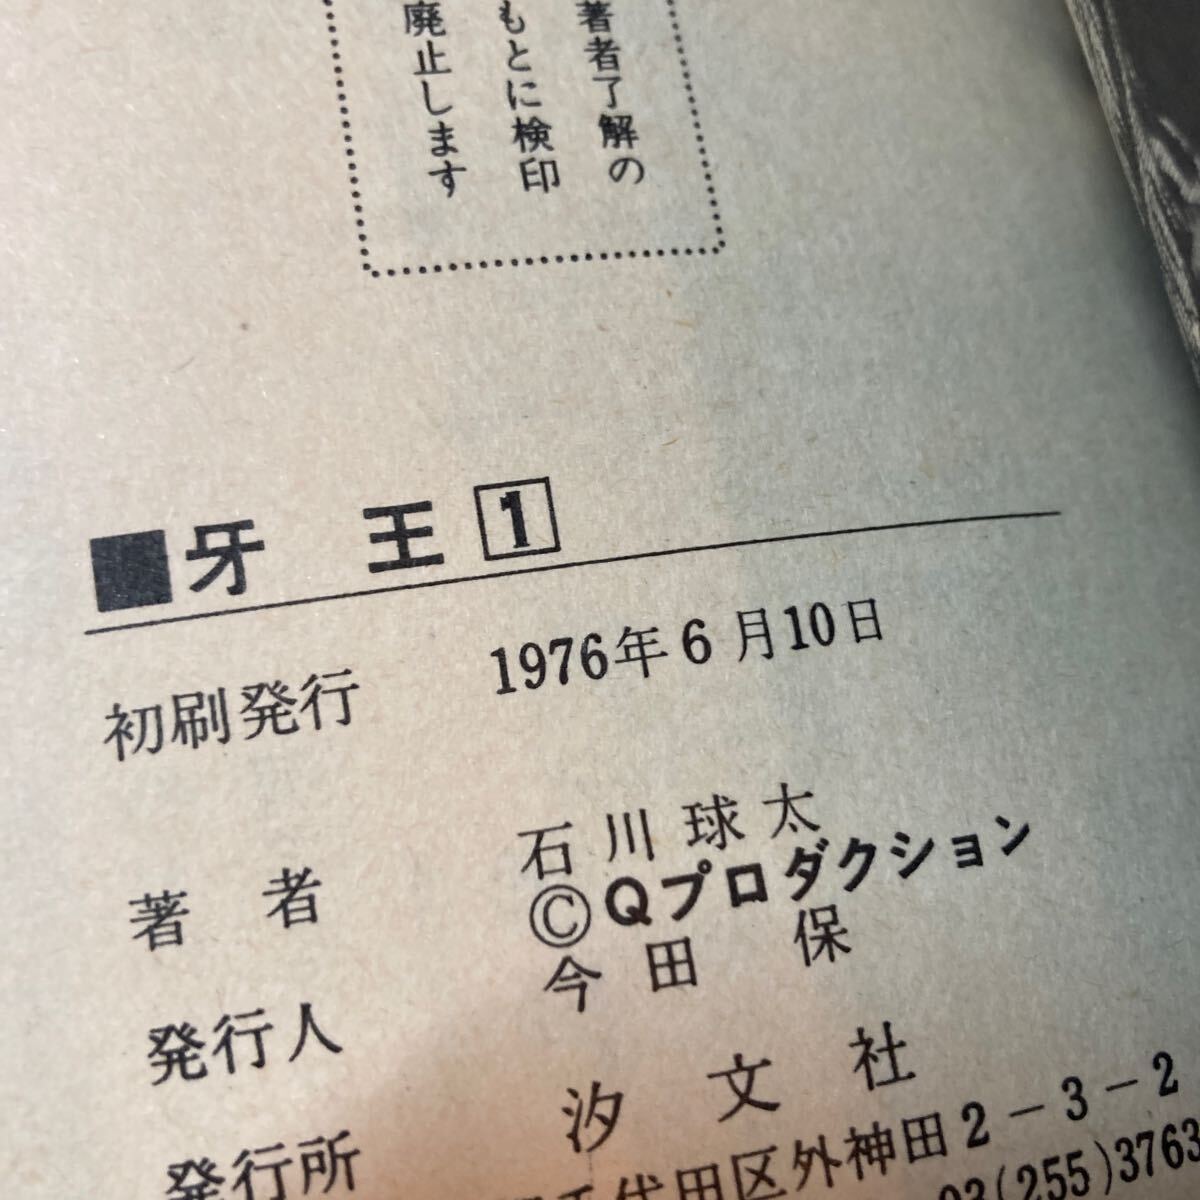 著者了解の
もとに検印
廃止します
■牙 王 1
初刷発行 1976年6月10日
著 者 石川球太
©Qプロダクション
発行人 今田 保
発行所 汐文社
千代田区外神田2-3-2
03(255)3763